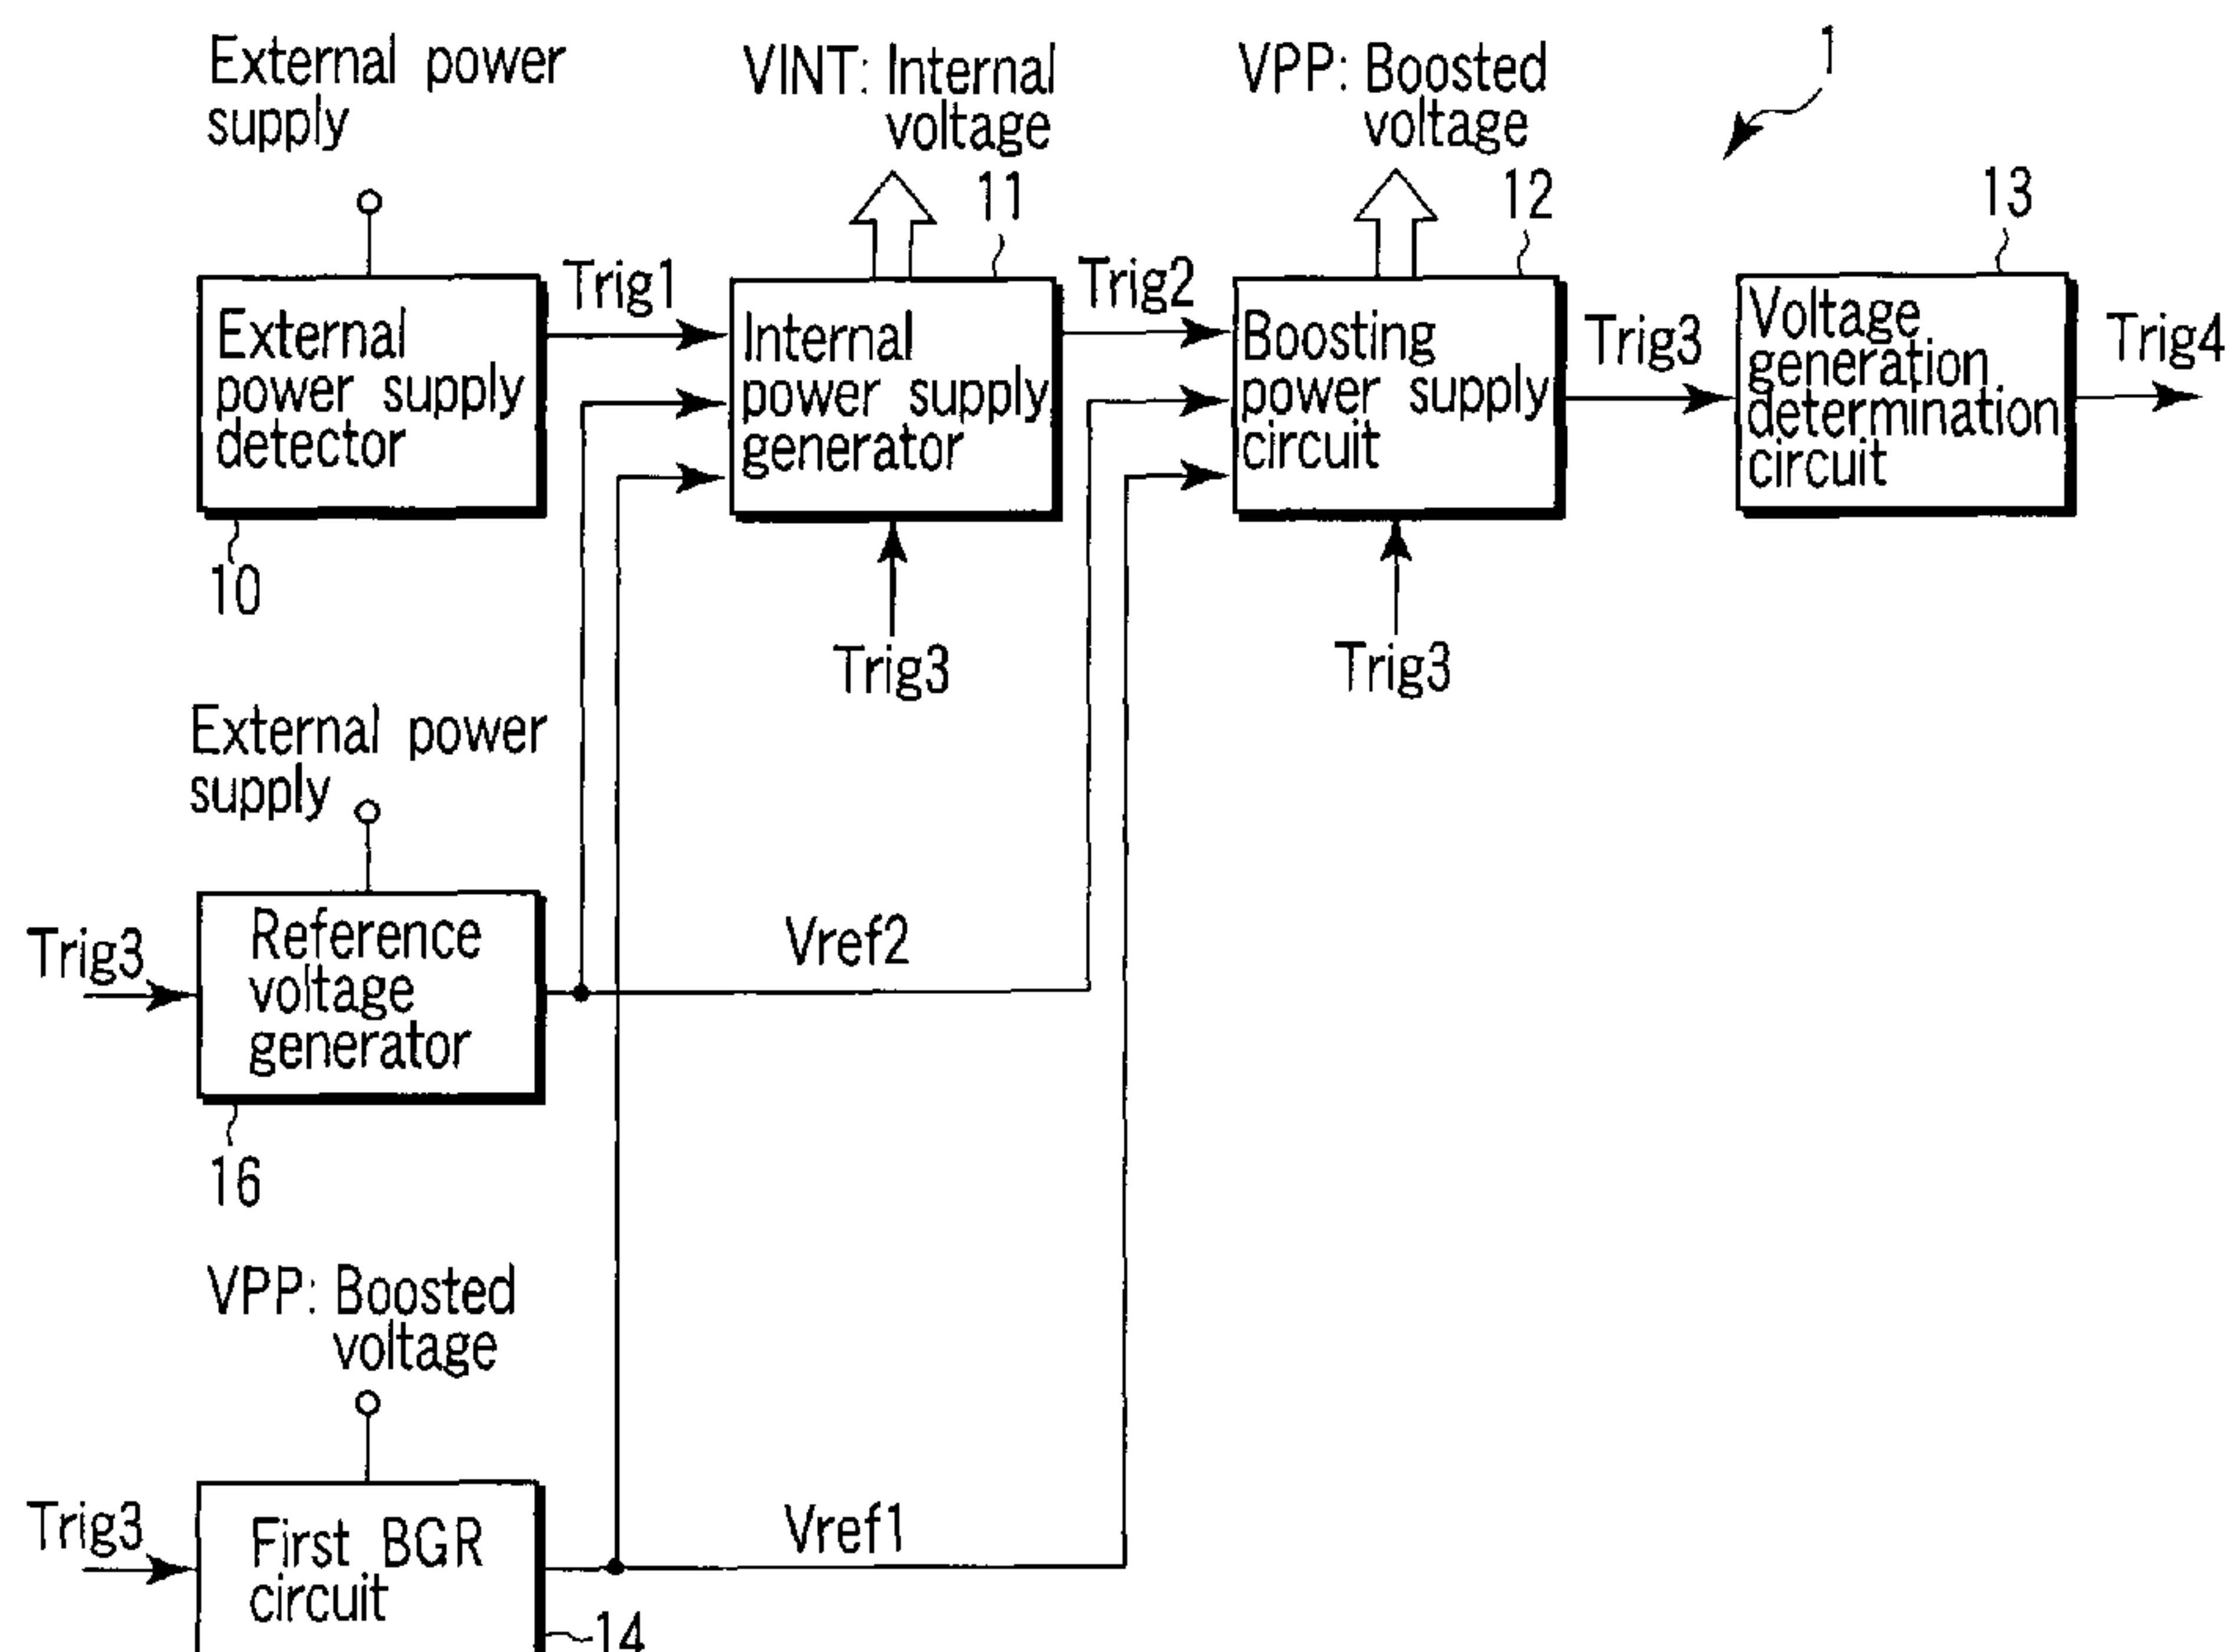 External power
supply
VINT: Internal
voltage
VPP: Boosted
voltage
1
11
12
13
Trig1
Trig2
Trig3
Trig4
External
power supply
detector
Internal
power supply
generator
Boosting
power supply
circuit
Voltage
generation
determination
circuit
10
Trig3
Trig3
External power
supply
Trig3
Reference
voltage
generator
Vref2
16
VPP: Boosted
voltage
Trig3
First BGR
circuit
Vref1
14